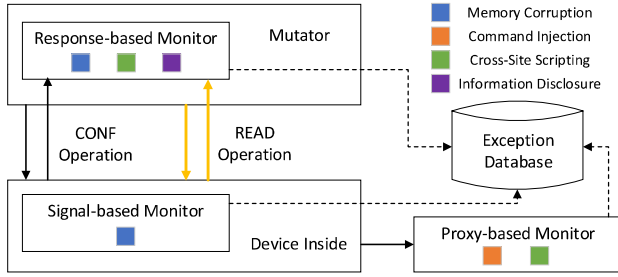 Response-based Monitor
Mutator
Memory Corruption
Command Injection
Cross-Site Scripting
Information Disclosure
CONF
Operation
READ
Operation
Exception
Database
Signal-based Monitor
Device Inside
Proxy-based Monitor